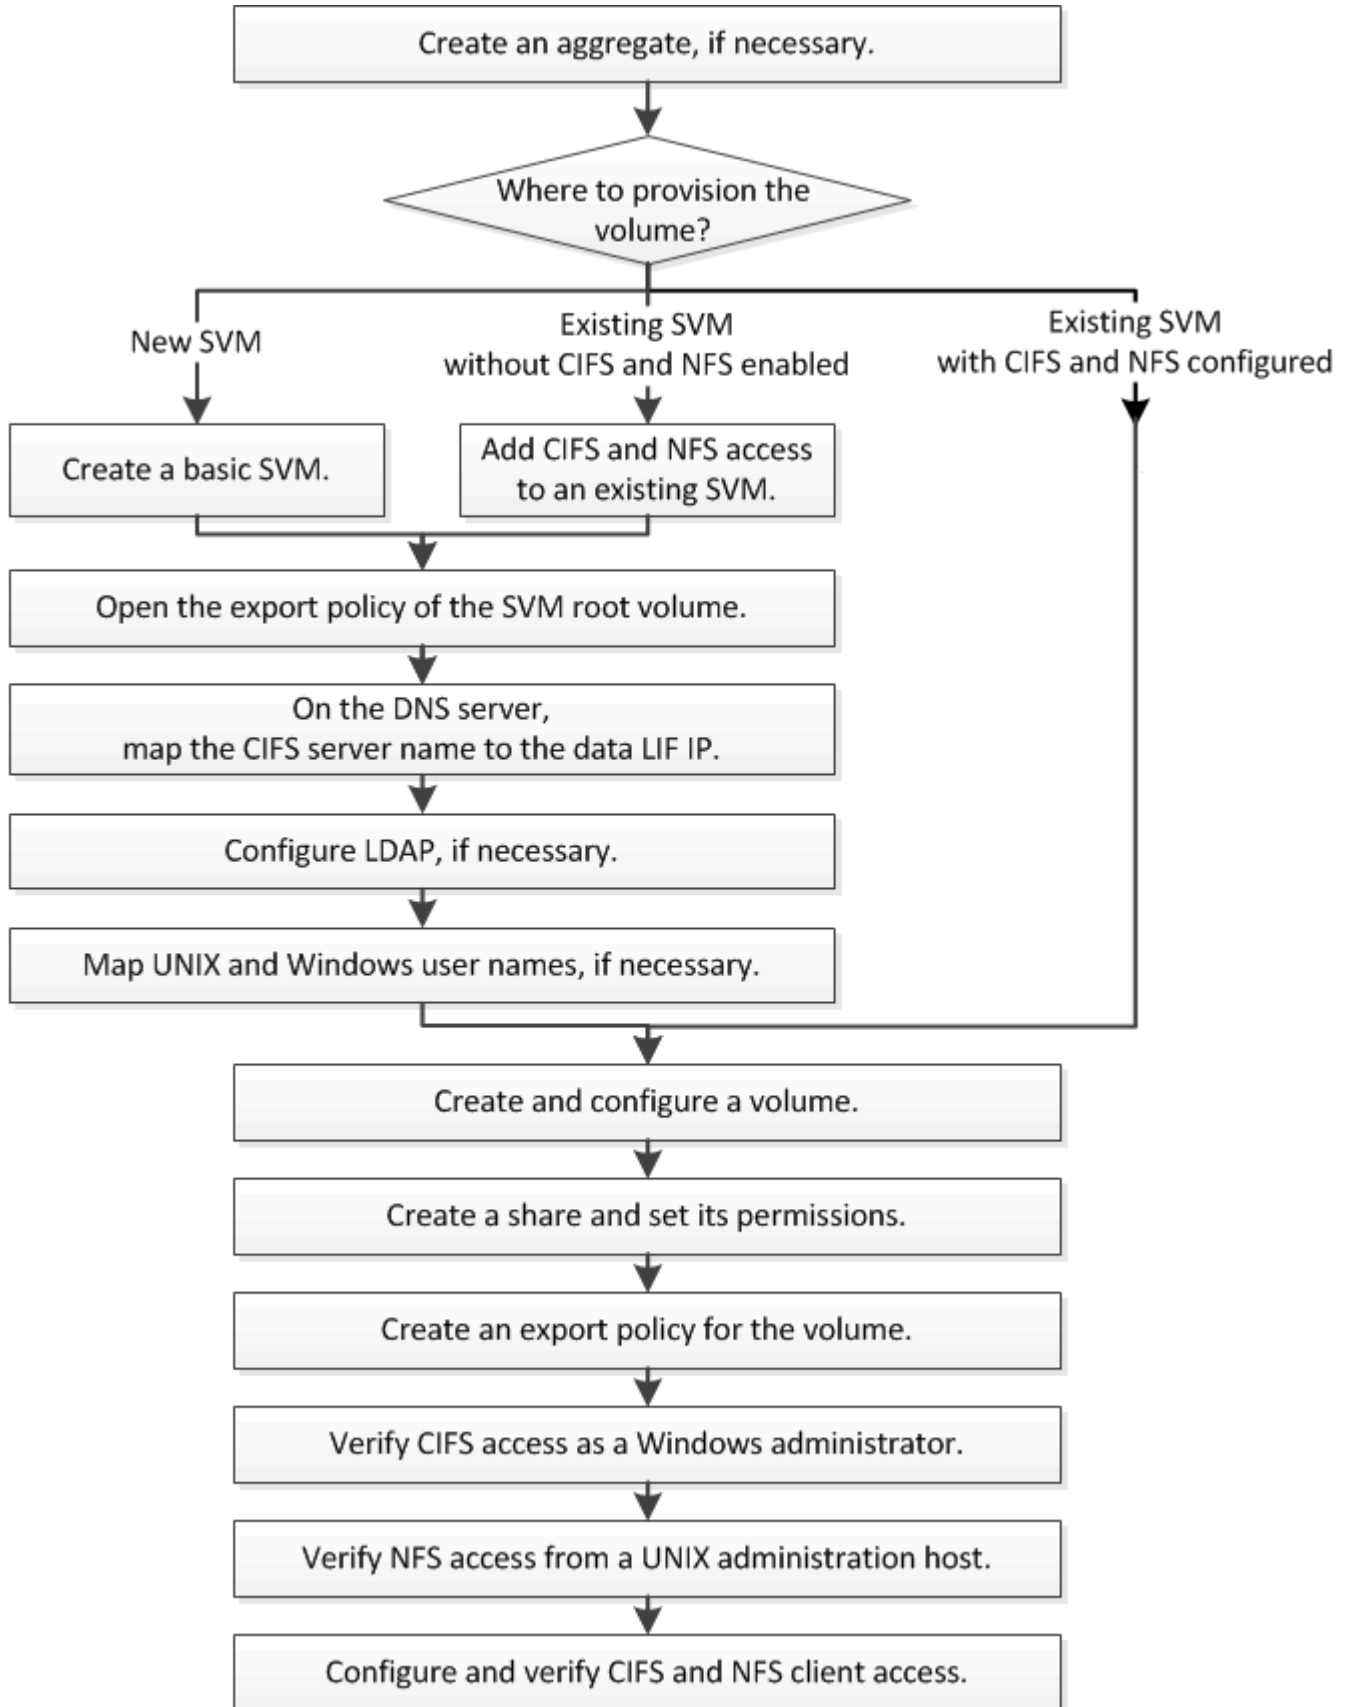 Create an aggregate, if necessary.
Where to provision the
volume?
New SVM
Existing SVM
without CIFS and NFS enabled
Existing SVM
with CIFS and NFS configured
Create a basic SVM.
Add CIFS and NFS access
to an existing SVM.
Open the export policy of the SVM root volume.
On the DNS server,
map the CIFS server name to the data LIF IP.
Configure LDAP, if necessary.
Map UNIX and Windows user names, if necessary.
Create and configure a volume.
Create a share and set its permissions.
Create an export policy for the volume.
Verify CIFS access as a Windows administrator.
Verify NFS access from a UNIX administration host.
Configure and verify CIFS and NFS client access.